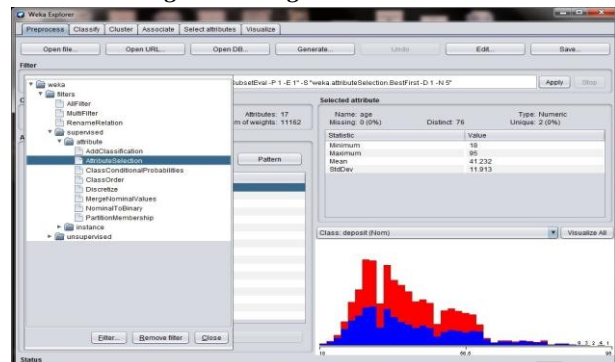 Weka Explorer
Preprocess Classify Cluster Associate Select attributes Visualize
Open file... Open URL... Open DB... Generate... Undo Edit... Save...
Filter
SubsetEval -P 1 -E 1" -S "weka.attributeSelection.BestFirst -D 1 -N 5" Apply Stop
weka
filters
AllFilter
MultiFilter
RenameRelation
supervised
attribute
AddClassification
AttributeSelection
ClassConditionalProbabilities
ClassOrder
Discretize
MergeNominalValues
NominalToBinary
PartitionMembership
instance
unsupervised
Filter... Remove filter Close
Attributes: 17
m of weights: 11162
Pattern
Selected attribute
Name: age Type: Numeric
Missing: 0 (0%) Distinct: 76 Unique: 2 (0%)
Statistic Value
Minimum 18
Maximum 95
Mean 41.232
StdDev 11.913
Class: deposit (Nom) Visualize All
Status